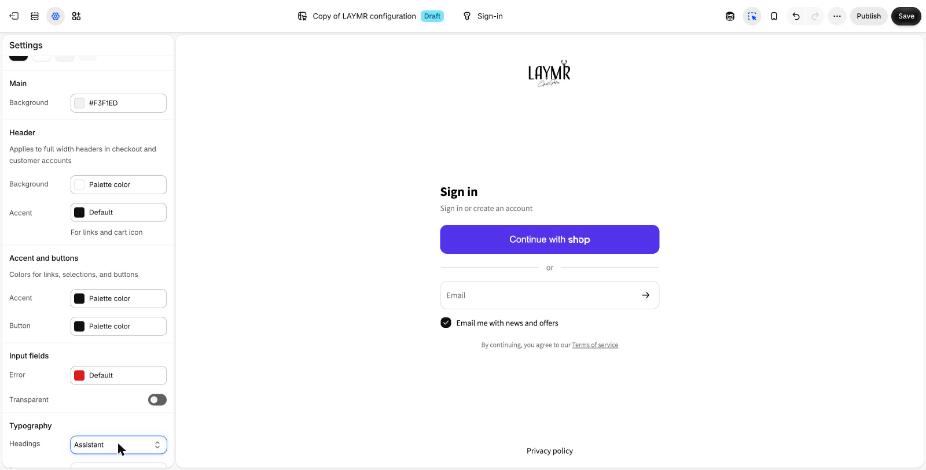 Copy of LAYMR configuration Draft
Sign-in
Publish
Save
Settings
Main
Background #F3F1ED
Header
Applies to full width headers in checkout and
customer accounts
Background Palette color
Accent Default
For links and cart icon
Accent and buttons
Colors for links, selections, and buttons
Accent Palette color
Button Palette color
Input fields
Error Default
Transparent
Typography
Headings Assistant
LAYMR
Sign in
Sign in or create an account
Continue with shop
or
Email
Email me with news and offers
By continuing, you agree to our Terms of service
Privacy policy